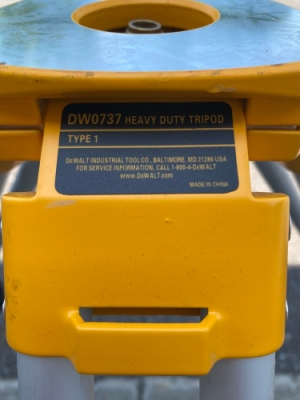 DW0737 HEAVY DUTY TRIPOD
TYPE 1
DeWALT INDUSTRIAL TOOL CO., BALTIMORE, MD 21286 USA
FOR SERVICE INFORMATION, CALL 1-800-4-DeWALT
www.DeWALT.com
MADE IN CHINA